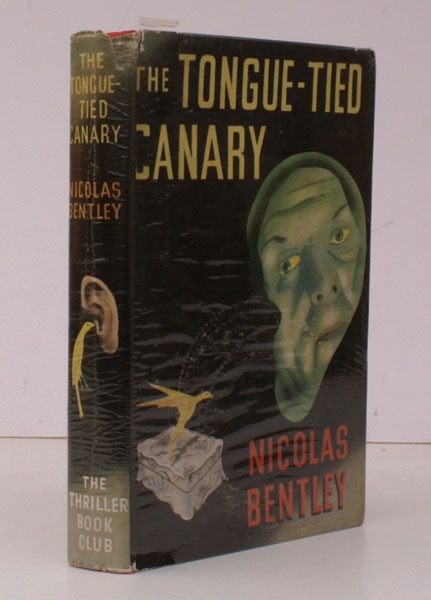 THE
TONGUE-
TIED
CANARY
NICOLAS
BENTLEY
THE
THRILLER
BOOK
CLUB
THE TONGUE-TIED
CANARY
NICOLAS
BENTLEY